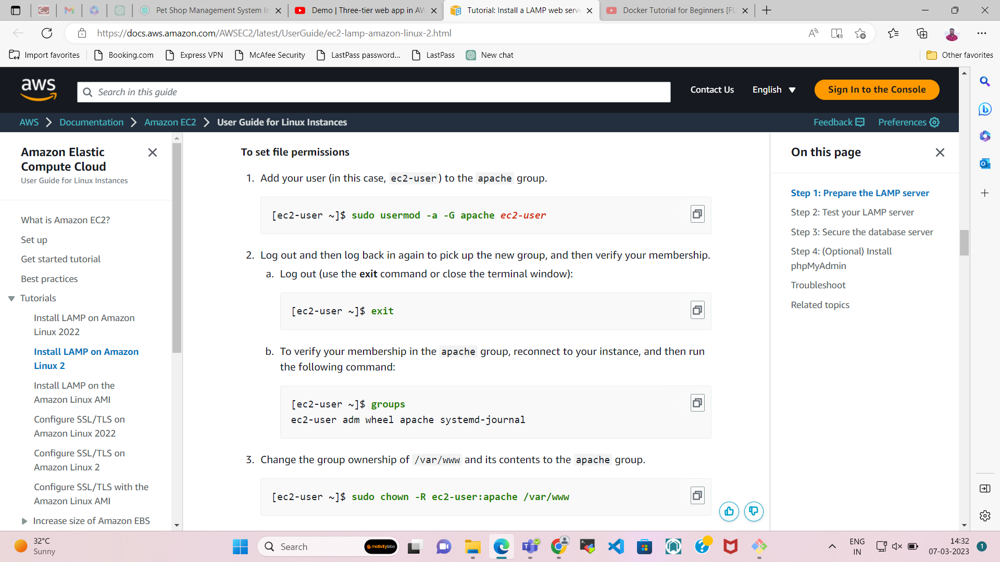 Pet Shop Management System In
Demo | Three-tier web app in AW
Tutorial: Install a LAMP web serve
Docker Tutorial for Beginners [FU
https://docs.aws.amazon.com/AWSEC2/latest/UserGuide/ec2-lamp-amazon-linux-2.html
Import favorites
Booking.com
Express VPN
McAfee Security
LastPass password...
LastPass
New chat
Other favorites
aws
Search in this guide
Contact Us
English
Sign In to the Console
AWS
Documentation
Amazon EC2
User Guide for Linux Instances
Feedback
Preferences
Amazon Elastic
Compute Cloud
User Guide for Linux Instances
What is Amazon EC2?
Set up
Get started tutorial
Best practices
Tutorials
Install LAMP on Amazon
Linux 2022
Install LAMP on Amazon
Linux 2
Install LAMP on the
Amazon Linux AMI
Configure SSL/TLS on
Amazon Linux 2022
Configure SSL/TLS on
Amazon Linux 2
Configure SSL/TLS with the
Amazon Linux AMI
Increase size of Amazon EBS
To set file permissions
1. Add your user (in this case, ec2-user) to the apache group.
[ec2-user ~]$ sudo usermod -a -G apache ec2-user
2. Log out and then log back in again to pick up the new group, and then verify your membership.
a. Log out (use the exit command or close the terminal window):
[ec2-user ~]$ exit
b. To verify your membership in the apache group, reconnect to your instance, and then run
the following command:
[ec2-user ~]$ groups
ec2-user adm wheel apache systemd-journal
3. Change the group ownership of /var/www and its contents to the apache group.
[ec2-user ~]$ sudo chown -R ec2-user:apache /var/www
On this page
Step 1: Prepare the LAMP server
Step 2: Test your LAMP server
Step 3: Secure the database server
Step 4: (Optional) Install
phpMyAdmin
Troubleshoot
Related topics
32°C
Sunny
Search
motivitylabs
ENG
IN
14:32
07-03-2023
1